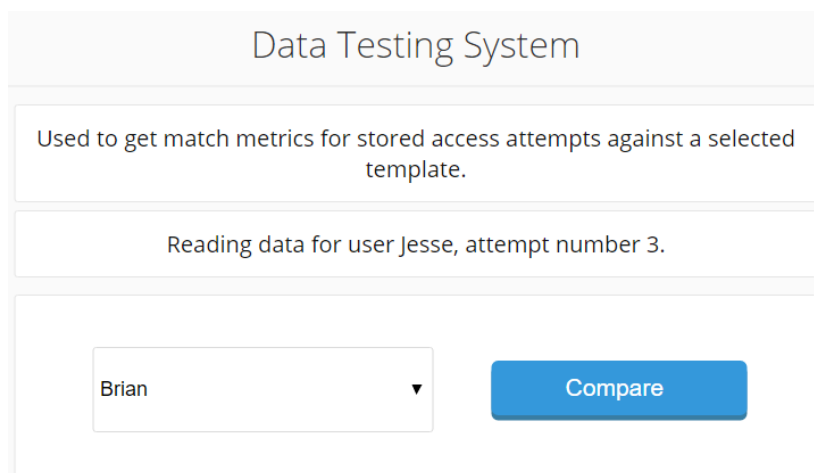 Data Testing System
Used to get match metrics for stored access attempts against a selected
template.
Reading data for user Jesse, attempt number 3.
Brian
Compare